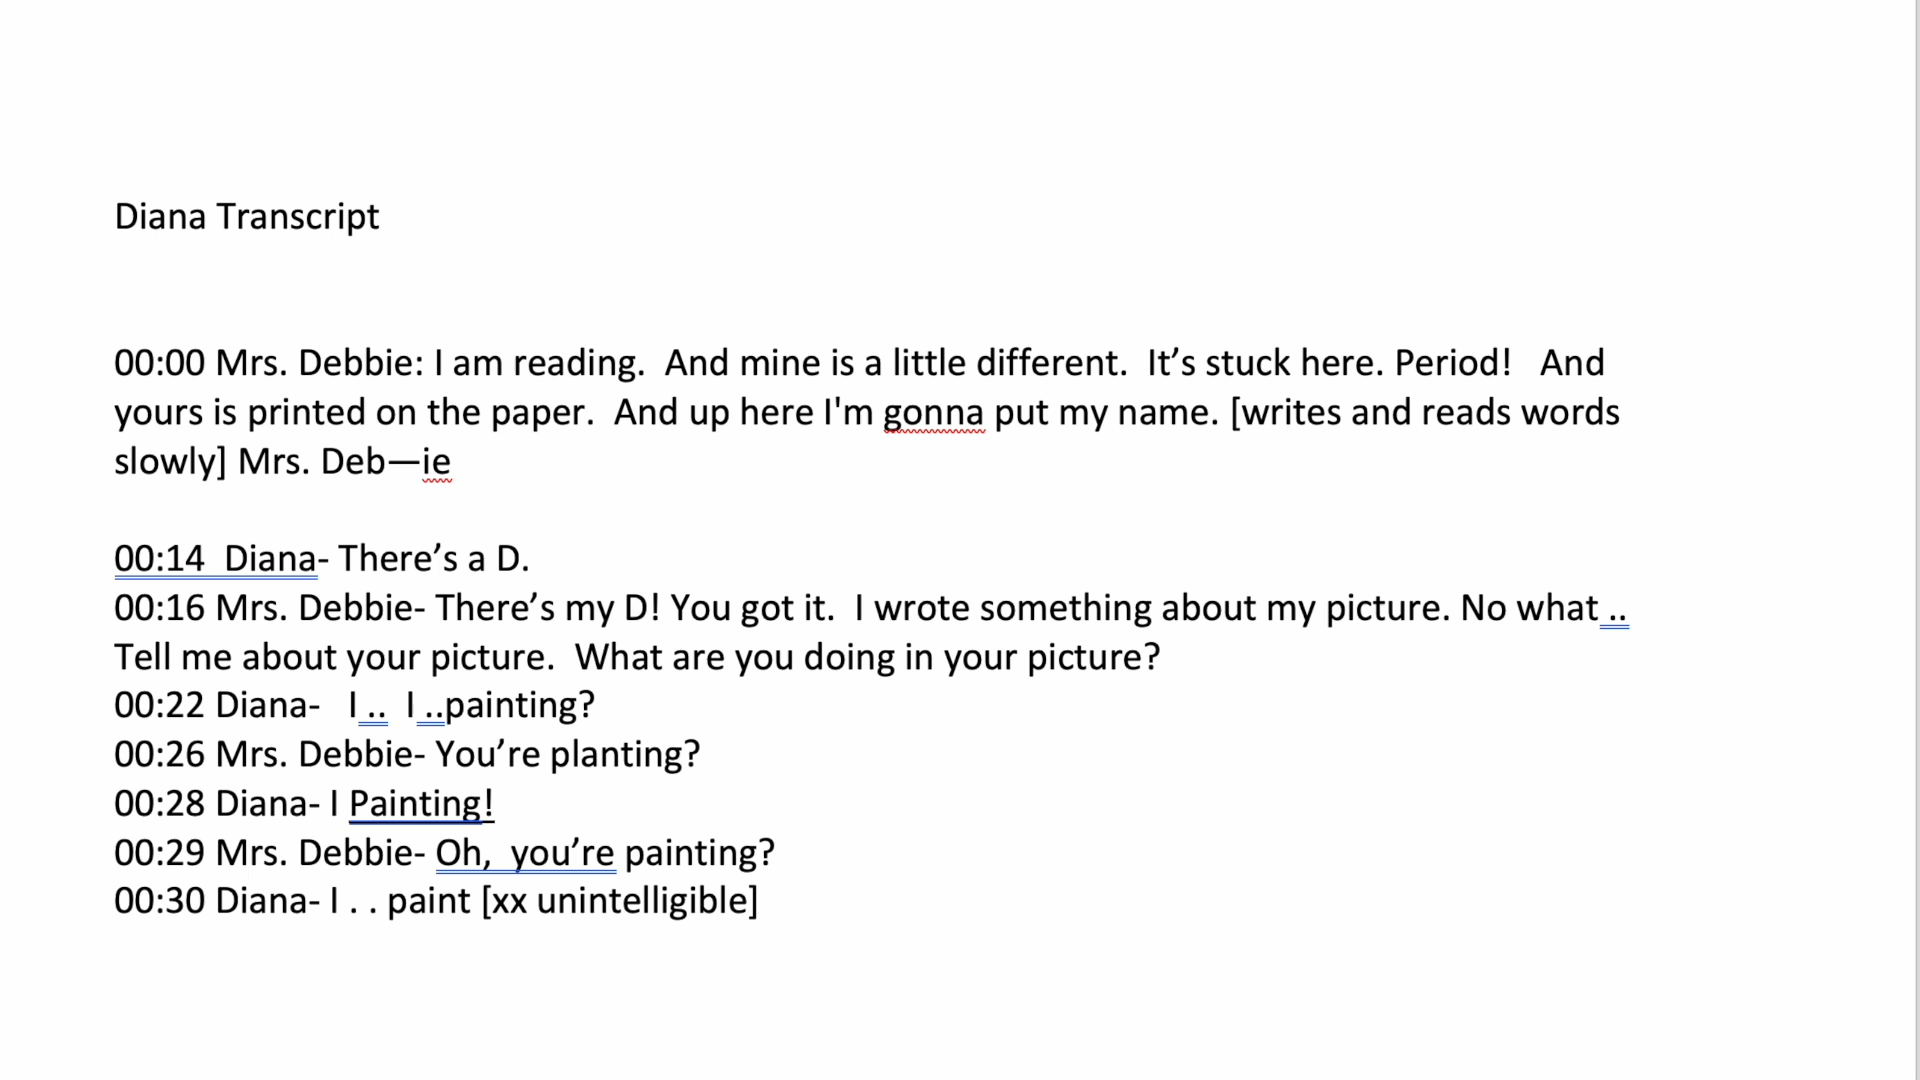 Diana Transcript
00:00 Mrs. Debbie: I am reading.  And mine is a little different.  It’s stuck here. Period!   And
yours is printed on the paper.  And up here I'm gonna put my name. [writes and reads words
slowly] Mrs. Deb—ie
00:14  Diana- There’s a D.
00:16 Mrs. Debbie- There’s my D! You got it.  I wrote something about my picture. No what ..
Tell me about your picture.  What are you doing in your picture?
00:22 Diana-   I ..  I ..painting?
00:26 Mrs. Debbie- You’re planting?
00:28 Diana- I Painting!
00:29 Mrs. Debbie- Oh,  you’re painting?
00:30 Diana- I . . paint [xx unintelligible]